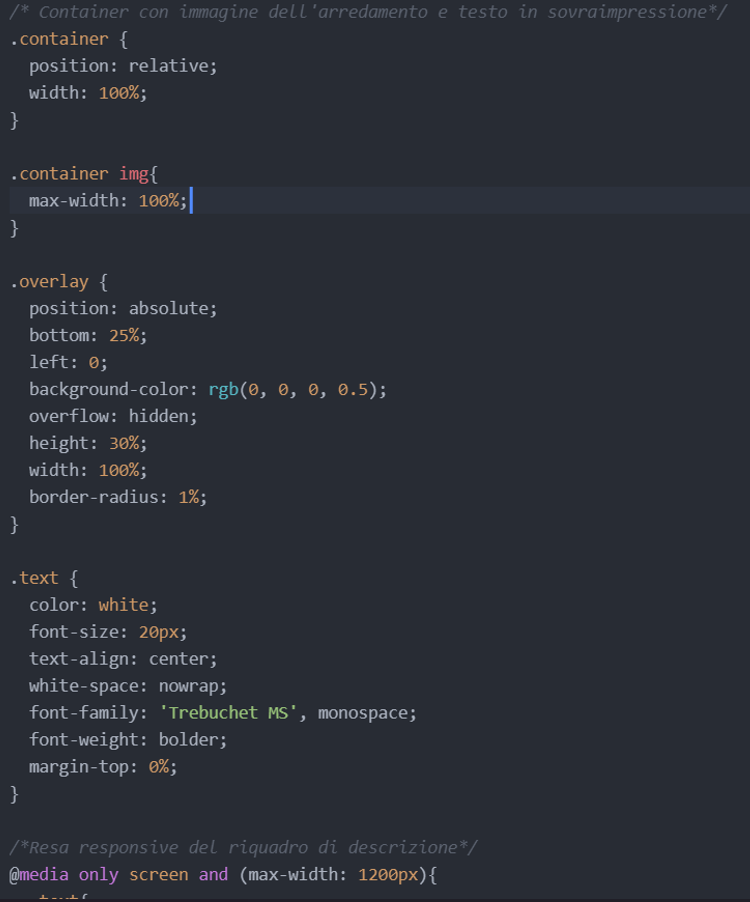 /* Container con immagine dell'arredamento e testo in sovraimpressione*/
.container {
  position: relative;
  width: 100%;
}

.container img{
  max-width: 100%;
}

.overlay {
  position: absolute;
  bottom: 25%;
  left: 0;
  background-color: rgb(0, 0, 0, 0.5);
  overflow: hidden;
  height: 30%;
  width: 100%;
  border-radius: 1%;
}

.text {
  color: white;
  font-size: 20px;
  text-align: center;
  white-space: nowrap;
  font-family: 'Trebuchet MS', monospace;
  font-weight: bolder;
  margin-top: 0%;
}

/*Resa responsive del riquadro di descrizione*/
@media only screen and (max-width: 1200px){
  .text{